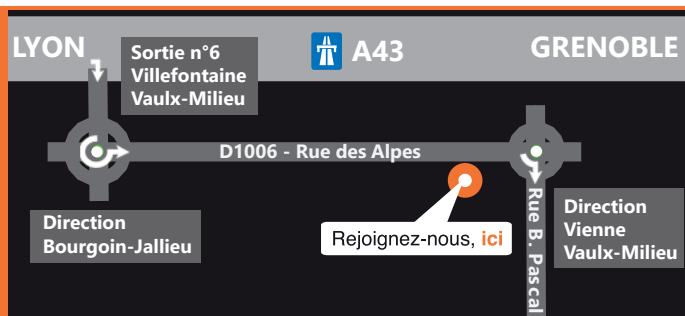 LYON
Sortie n°6
Villefontaine
Vaulx-Milieu
A43
GRENOBLE
D1006 - Rue des Alpes
Direction
Bourgoin-Jallieu
Rejoignez-nous, ici
Rue B. Pascal
Direction
Vienne
Vaulx-Milieu